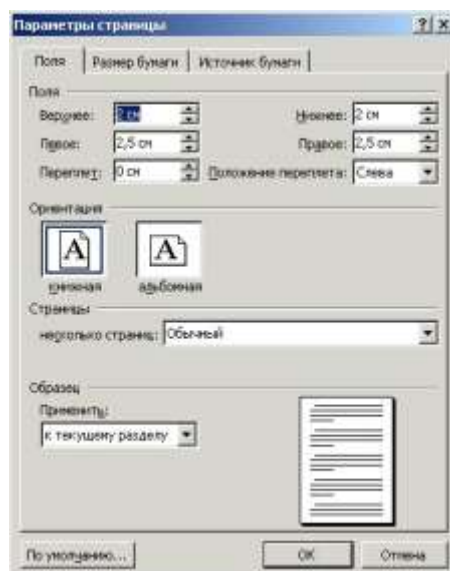 Параметры страницы
Поля Размер бумаги Источник бумаги
Поля
Верхнее: 2 см Нижнее: 2 см
Левое: 2,5 см Правое: 2,5 см
Переплет: 0 см Положение переплета: Слева
Ориентация
A A
книжная альбомная
Страницы
несколько страниц: Обычный
Образец
Применить:
к текущему разделу
По умолчанию... ОК Отмена